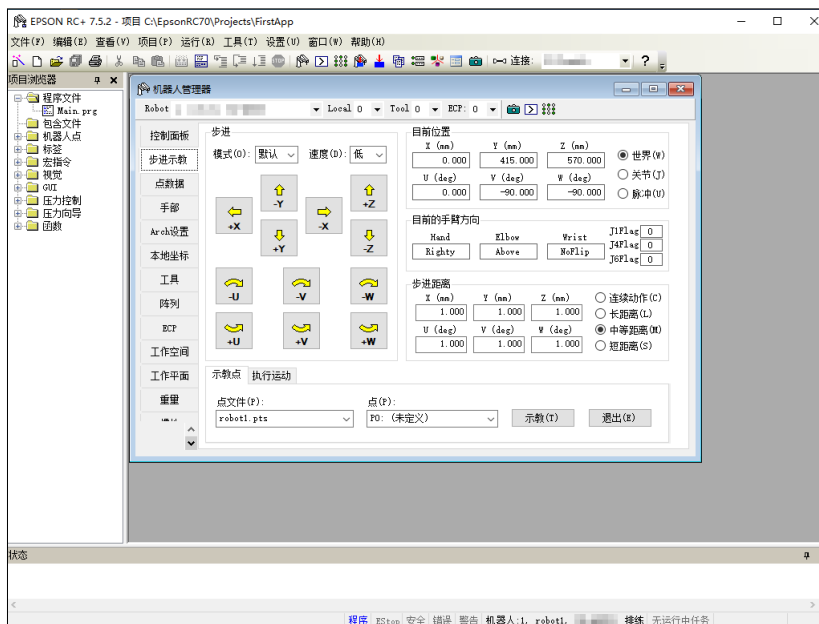 EPSON RC+ 7.5.2 - 项目 C:\EpsonRC70\Projects\FirstApp
文件(F) 编辑(E) 查看(V) 项目(P) 运行(R) 工具(T) 设置(U) 窗口(W) 帮助(H)
连接:
项目浏览器
程序文件
Main.prg
包含文件
机器人点
标签
宏指令
视觉
GUI
压力控制
压力向导
函数
机器人管理器
Robot Local 0 Tool 0 ECP: 0
控制面板
步进示教
点数据
手部
Arch设置
本地坐标
工具
阵列
ECP
工作空间
工作平面
重量
步进
模式(O): 默认 速度(D): 低
-Y +Z
+X -X
+Y -Z
-U -V -W
+U +V +W
目前位置
X (mm) Y (mm) Z (mm)
0.000 415.000 570.000
U (deg) V (deg) W (deg)
0.000 -90.000 -90.000
世界(W)
关节(J)
脉冲(U)
目前的手臂方向
Hand Elbow Wrist
Righty Above NoFlip
J1Flag 0
J4Flag 0
J6Flag 0
步进距离
X (mm) Y (mm) Z (mm)
1.000 1.000 1.000
U (deg) V (deg) W (deg)
1.000 1.000 1.000
连续动作(C)
长距离(L)
中等距离(M)
短距离(S)
示教点 执行运动
点文件(F): 点(P):
robot1.pts P0: (未定义) 示教(T) 退出(E)
状态
程序 EStop 安全 错误 警告 机器人:1, robot1, 排练 无运行中任务